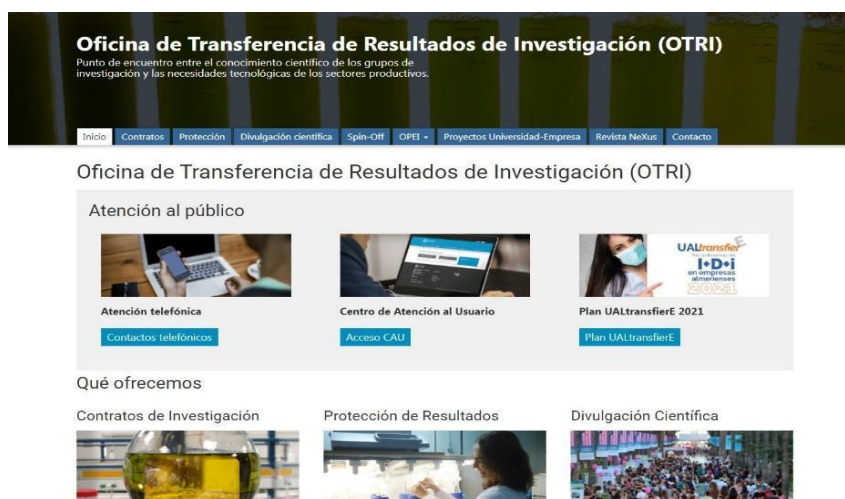 Oficina de Transferencia de Resultados de Investigación (OTRI)
Punto de encuentro entre el conocimiento científico de los grupos de
investigación y las necesidades tecnológicas de los sectores productivos.
Inicio Contratos Protección Divulgación científica Spin-Off OPEI Proyectos Universidad-Empresa Revista NeXus Contacto
Oficina de Transferencia de Resultados de Investigación (OTRI)
Atención al público
UALtransfierE
I+D+i
en empresas
almerienses
2021
Atención telefónica Centro de Atención al Usuario Plan UALtransfierE 2021
Contactos telefónicos Acceso CAU Plan UALtransfierE
Qué ofrecemos
Contratos de Investigación Protección de Resultados Divulgación Científica